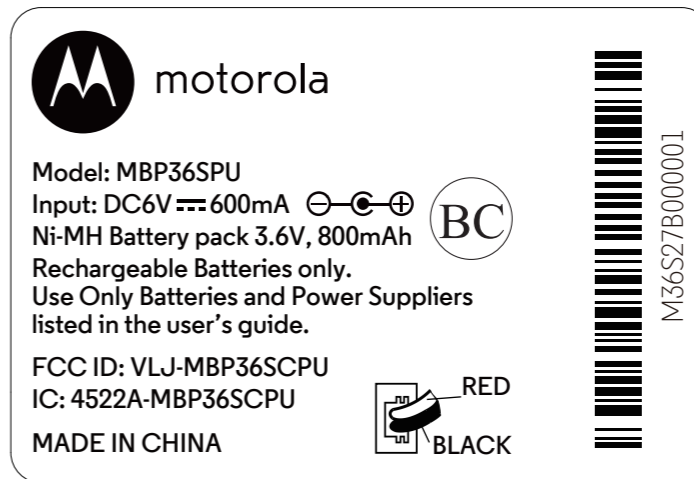 motorola
Model: MBP36SPU
Input: DC6V 600mA
BC
Ni-MH Battery pack 3.6V, 800mAh
Rechargeable Batteries only.
Use Only Batteries and Power Suppliers
listed in the user's guide.
FCC ID: VLJ-MBP36SCPU
IC: 4522A-MBP36SCPU
MADE IN CHINA
RED
BLACK
M36S27B000001